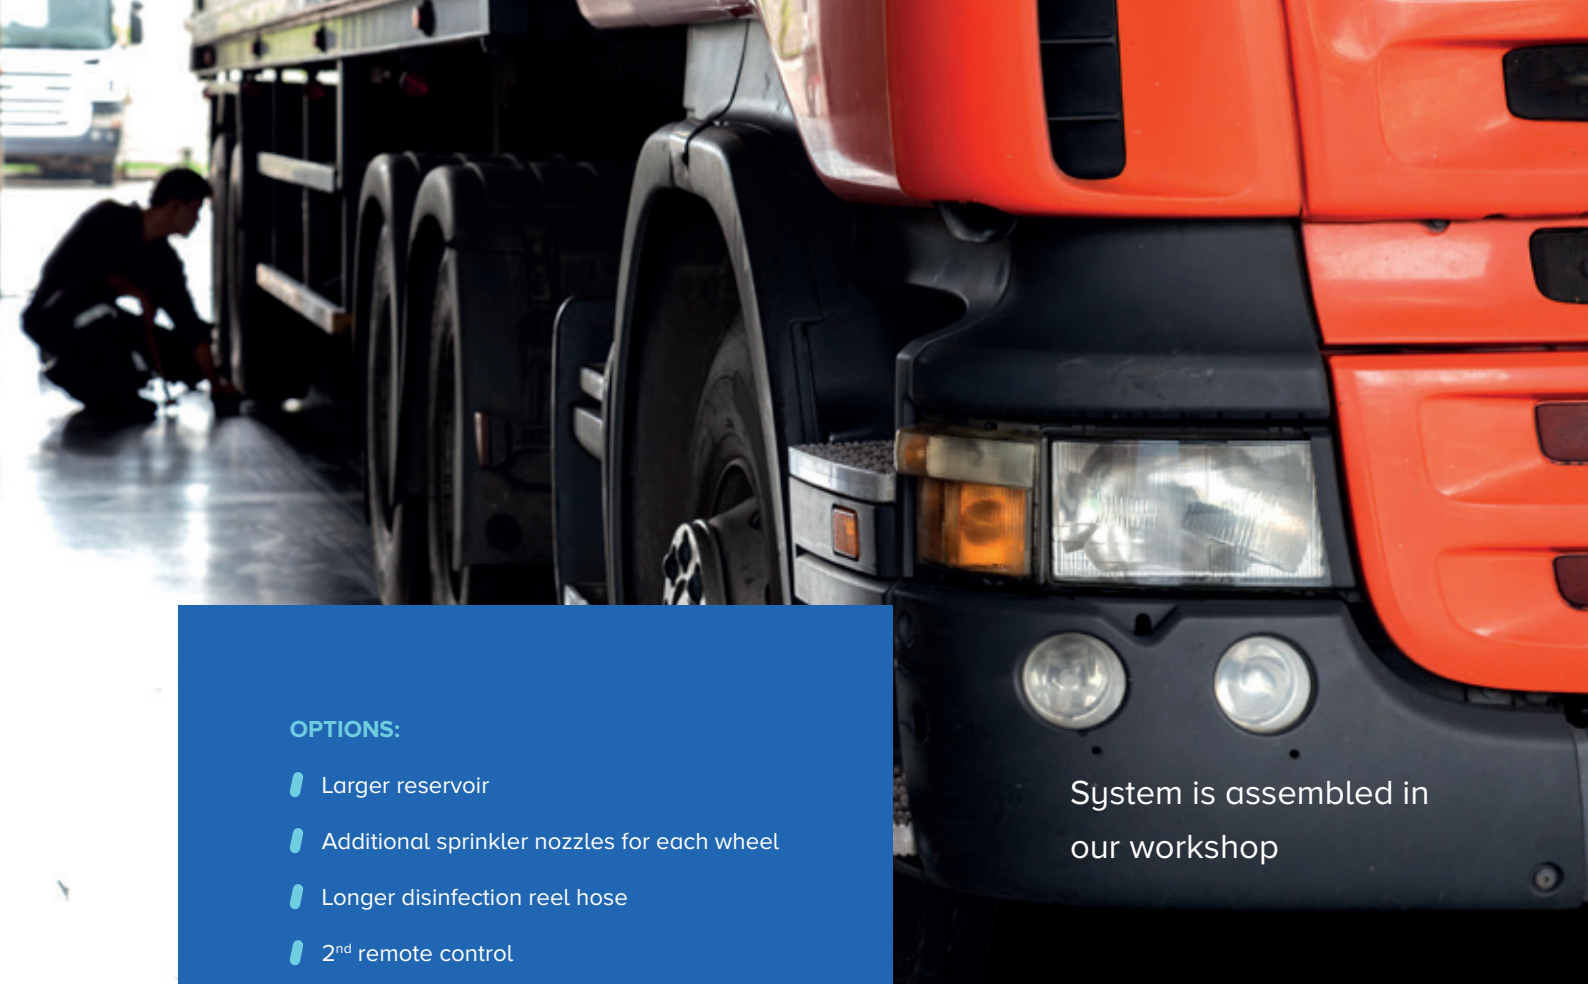 OPTIONS:
Larger reservoir
Additional sprinkler nozzles for each wheel
Longer disinfection reel hose
2nd remote control
System is assembled in
our workshop